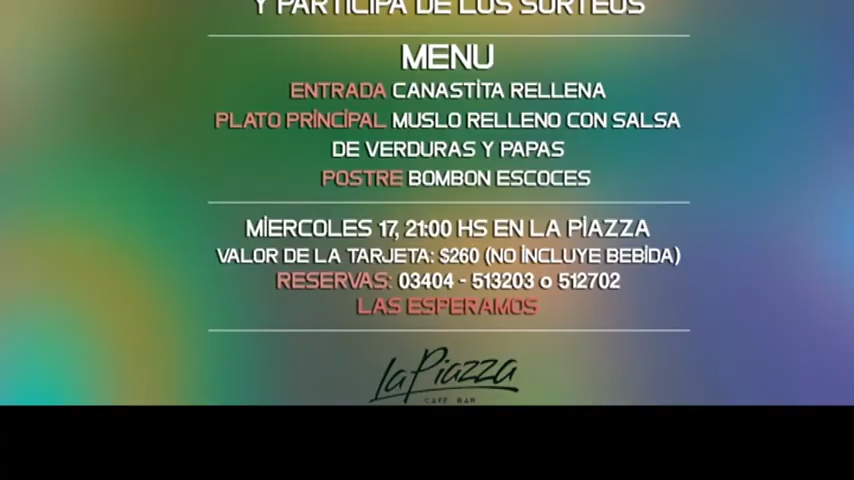 Y PARTICIPA DE LOS SORTEOS
MENU
ENTRADA CANASTITA RELLENA
PLATO PRINCIPAL MUSLO RELLENO CON SALSA
DE VERDURAS Y PAPAS
POSTRE BOMBON ESCOCES
MIERCOLES 17, 21:00 HS EN LA PIAZZA
VALOR DE LA TARJETA: $260 (NO INCLUYE BEBIDA)
RESERVAS: 03404 - 513203 o 512702
LAS ESPERAMOS
La Piazza
CAFE BAR